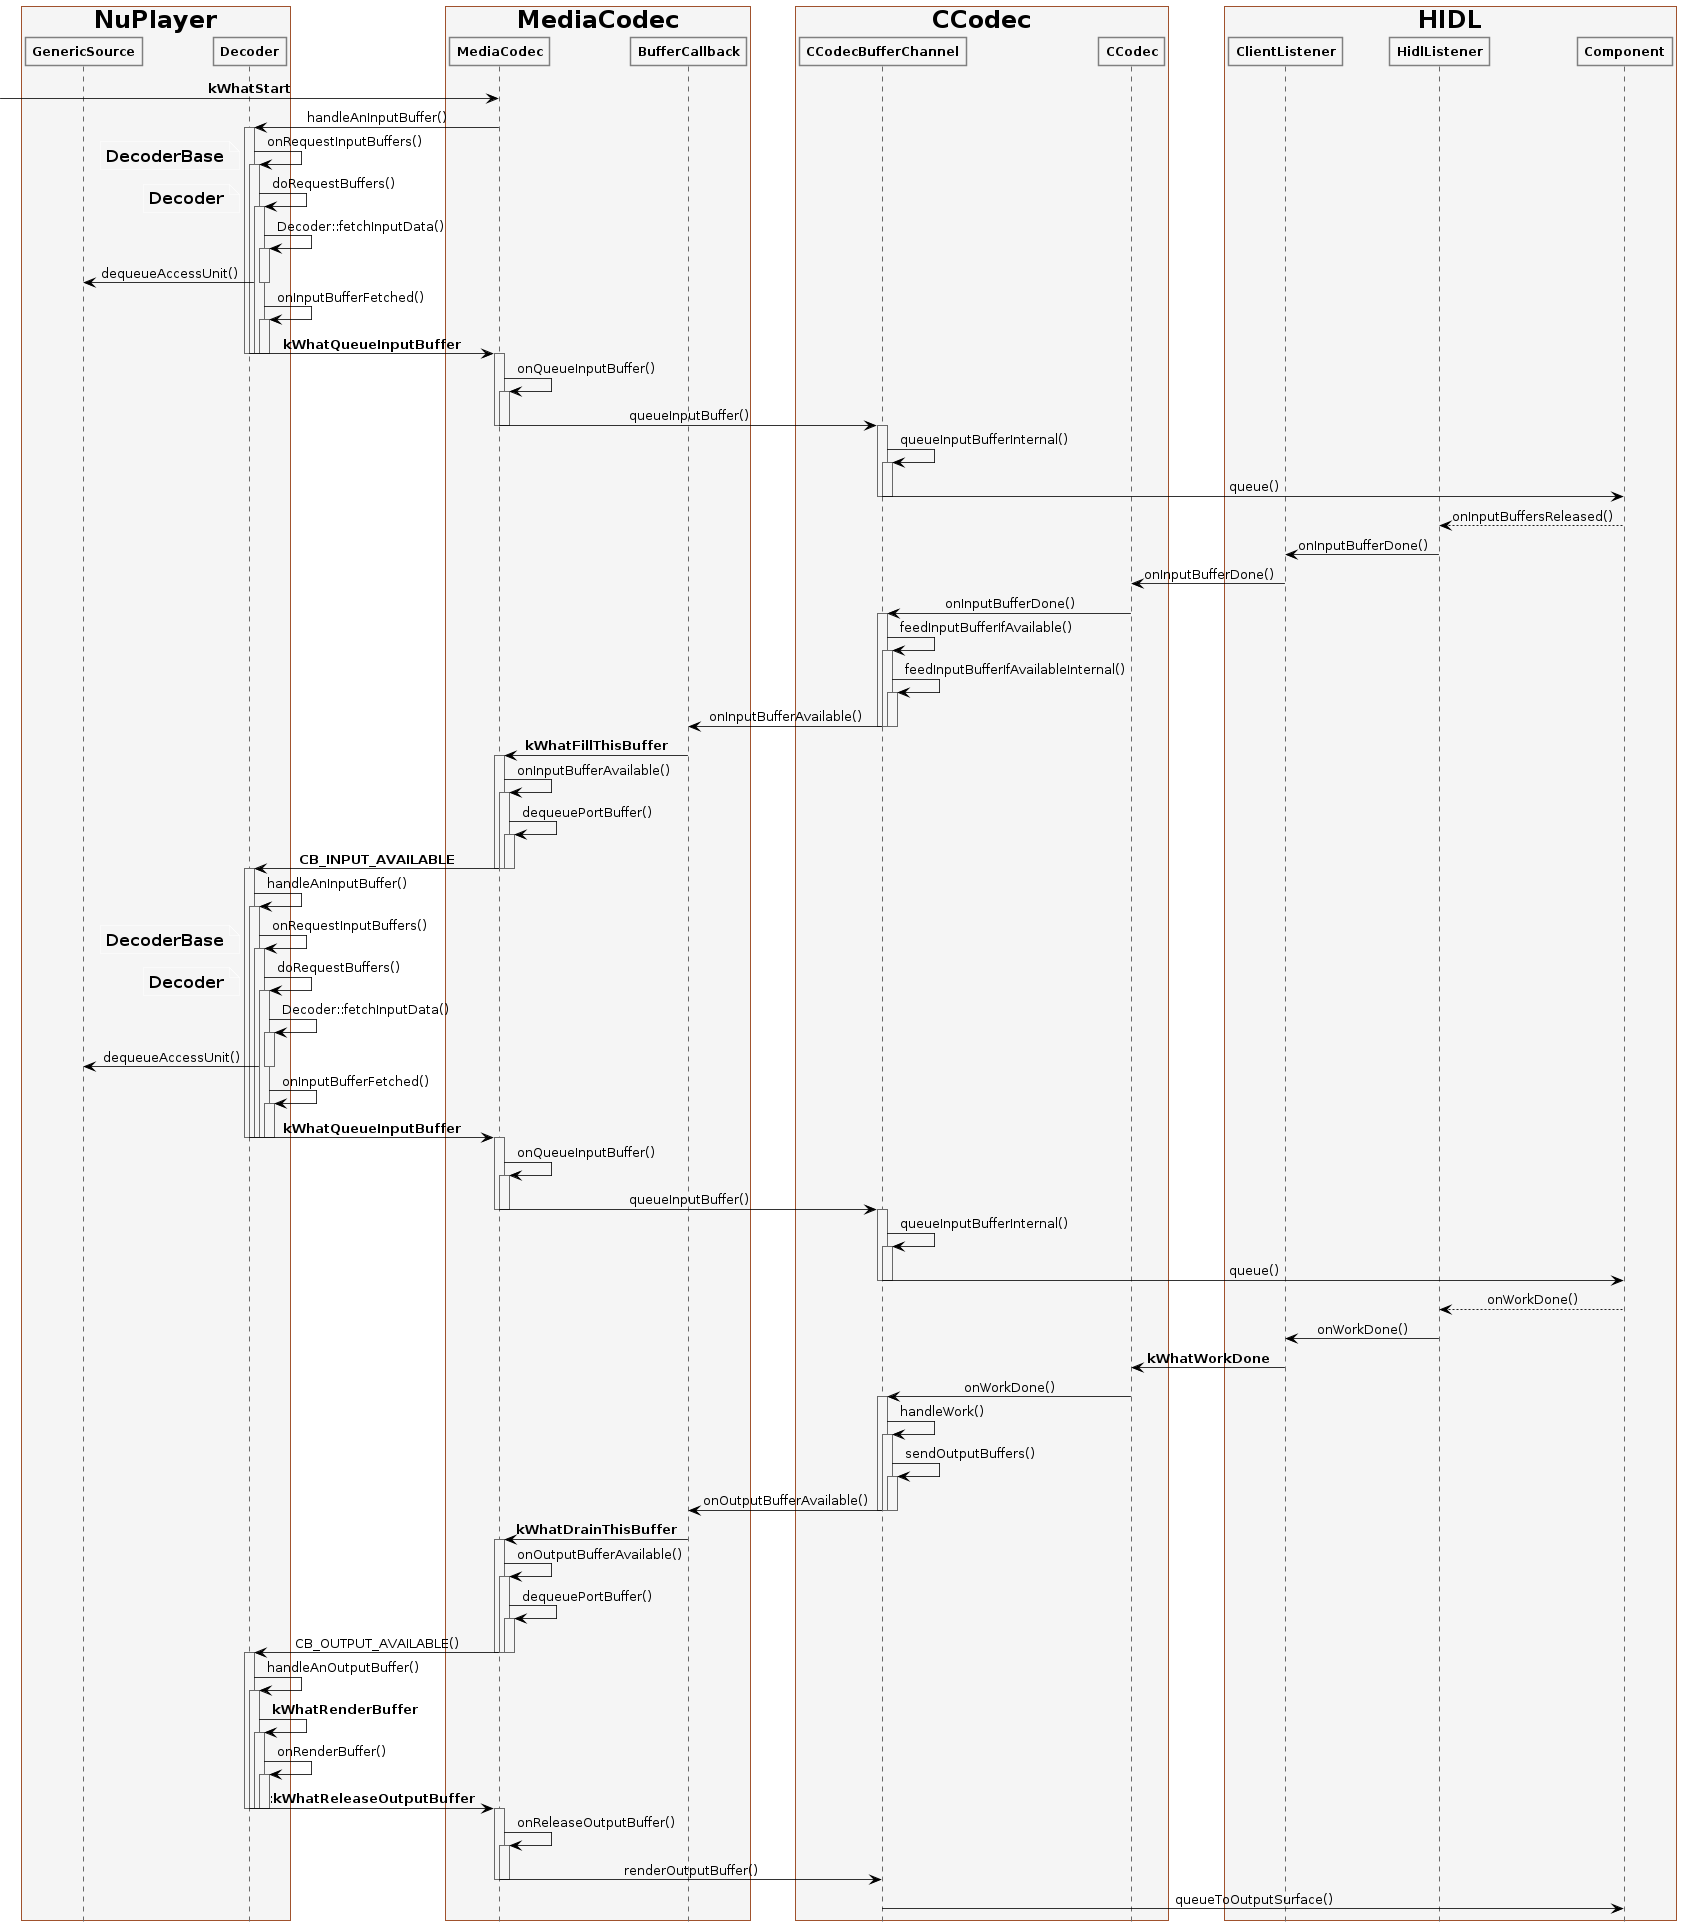 NuPlayer
MediaCodec
CCodec
HIDL
GenericSource
Decoder
MediaCodec
BufferCallback
CCodecBufferChannel
CCodec
ClientListener
HidlListener
Component
kWhatStart
handleAnInputBuffer()
onRequestInputBuffers()
DecoderBase
doRequestBuffers()
Decoder
Decoder::fetchInputData()
dequeueAccessUnit()
onInputBufferFetched()
kWhatQueueInputBuffer
onQueueInputBuffer()
queueInputBuffer()
queueInputBufferInternal()
queue()
onInputBuffersReleased()
onInputBufferDone()
onInputBufferDone()
onInputBufferDone()
feedInputBufferIfAvailable()
feedInputBufferIfAvailableInternal()
onInputBufferAvailable()
kWhatFillThisBuffer
onInputBufferAvailable()
dequeuePortBuffer()
CB_INPUT_AVAILABLE
handleAnInputBuffer()
onRequestInputBuffers()
DecoderBase
doRequestBuffers()
Decoder
Decoder::fetchInputData()
dequeueAccessUnit()
onInputBufferFetched()
kWhatQueueInputBuffer
onQueueInputBuffer()
queueInputBuffer()
queueInputBufferInternal()
queue()
onWorkDone()
onWorkDone()
kWhatWorkDone
onWorkDone()
handleWork()
sendOutputBuffers()
onOutputBufferAvailable()
kWhatDrainThisBuffer
onOutputBufferAvailable()
dequeuePortBuffer()
CB_OUTPUT_AVAILABLE()
handleAnOutputBuffer()
kWhatRenderBuffer
onRenderBuffer()
:kWhatReleaseOutputBuffer
onReleaseOutputBuffer()
renderOutputBuffer()
queueToOutputSurface()